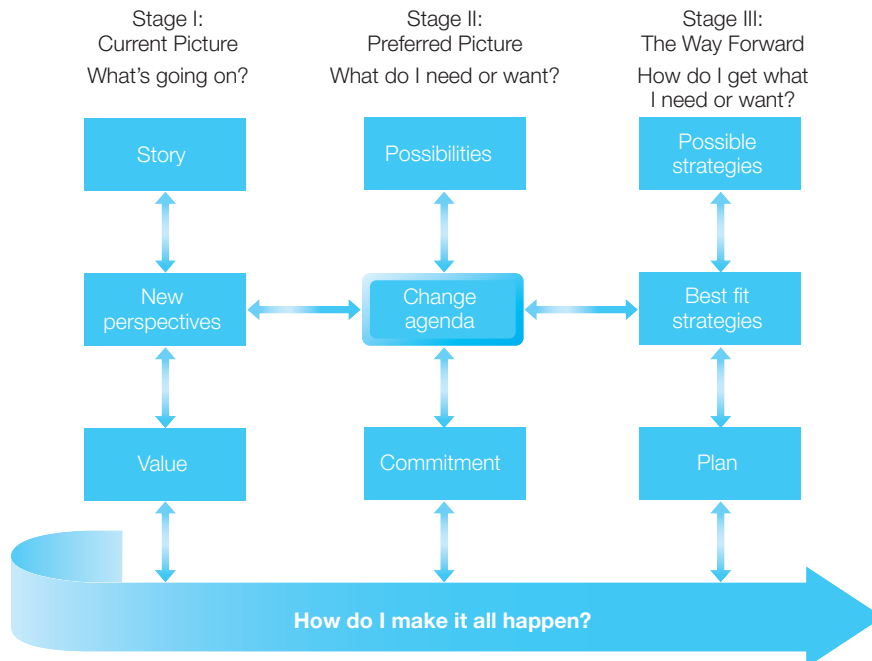 Stage I:
Current Picture
What's going on?
Stage II:
Preferred Picture
What do I need or want?
Stage III:
The Way Forward
How do I get what
I need or want?
Story
Possibilities
Possible
strategies
New
perspectives
Change
agenda
Best fit
strategies
Value
Commitment
Plan
How do I make it all happen?